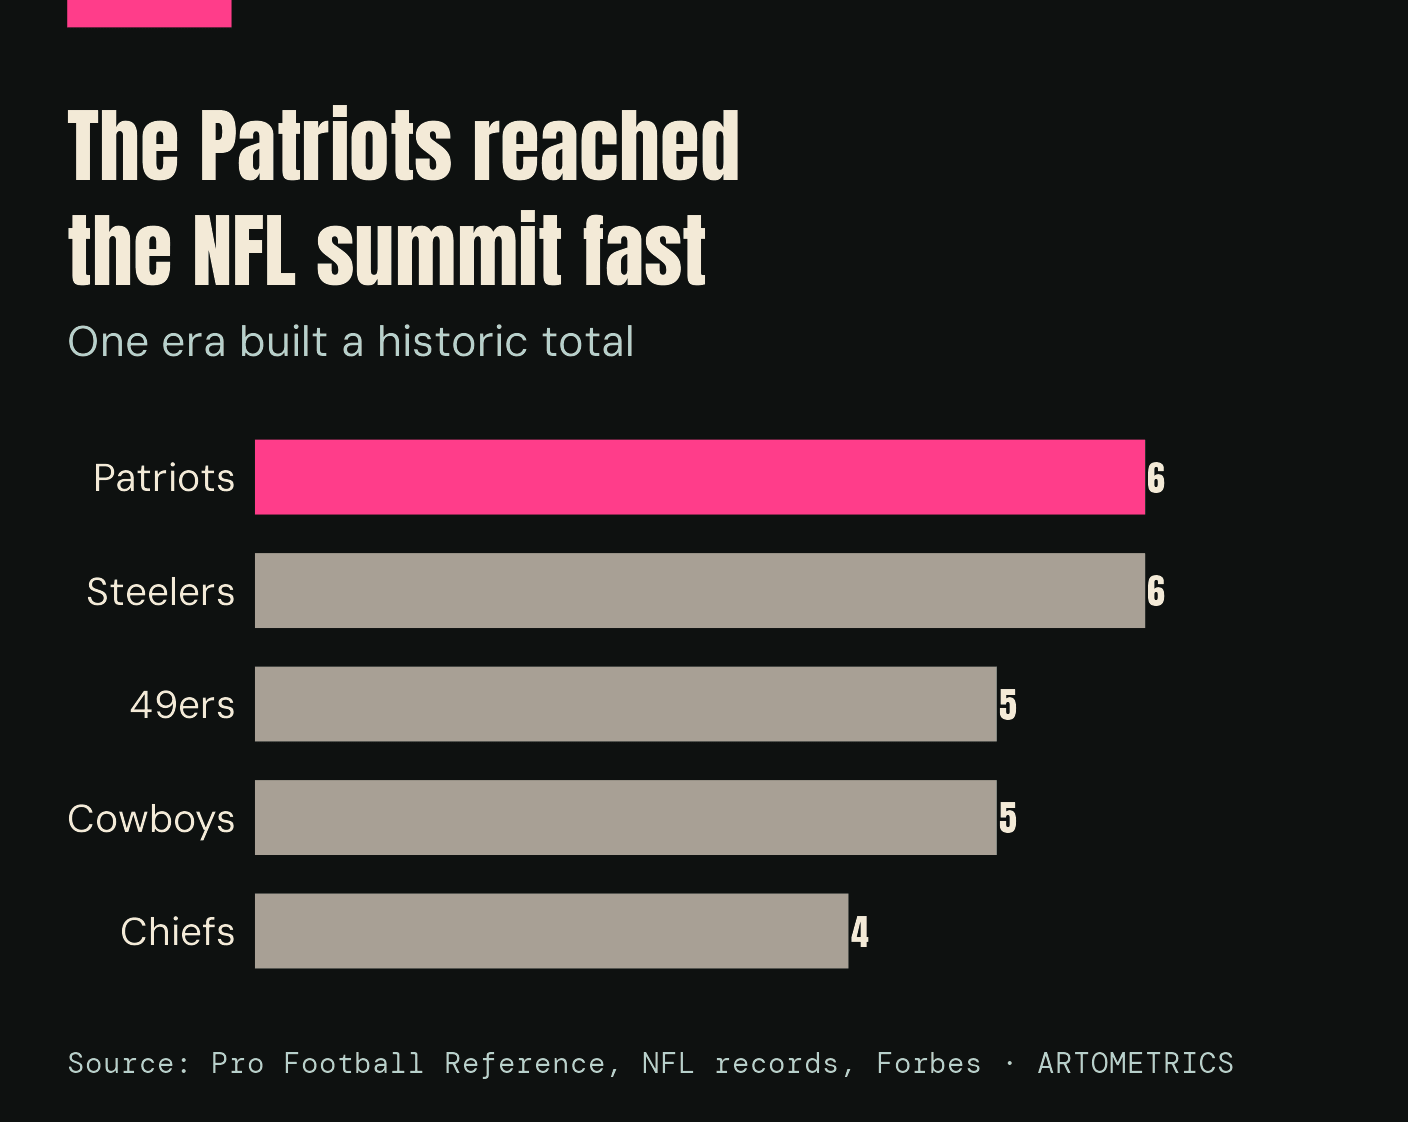 The Patriots reached
the NFL summit fast
One era built a historic total
Patriots 6
Steelers 6
49ers 5
Cowboys 5
Chiefs 4
Source: Pro Football Reference, NFL records, Forbes · ARTOMETRICS